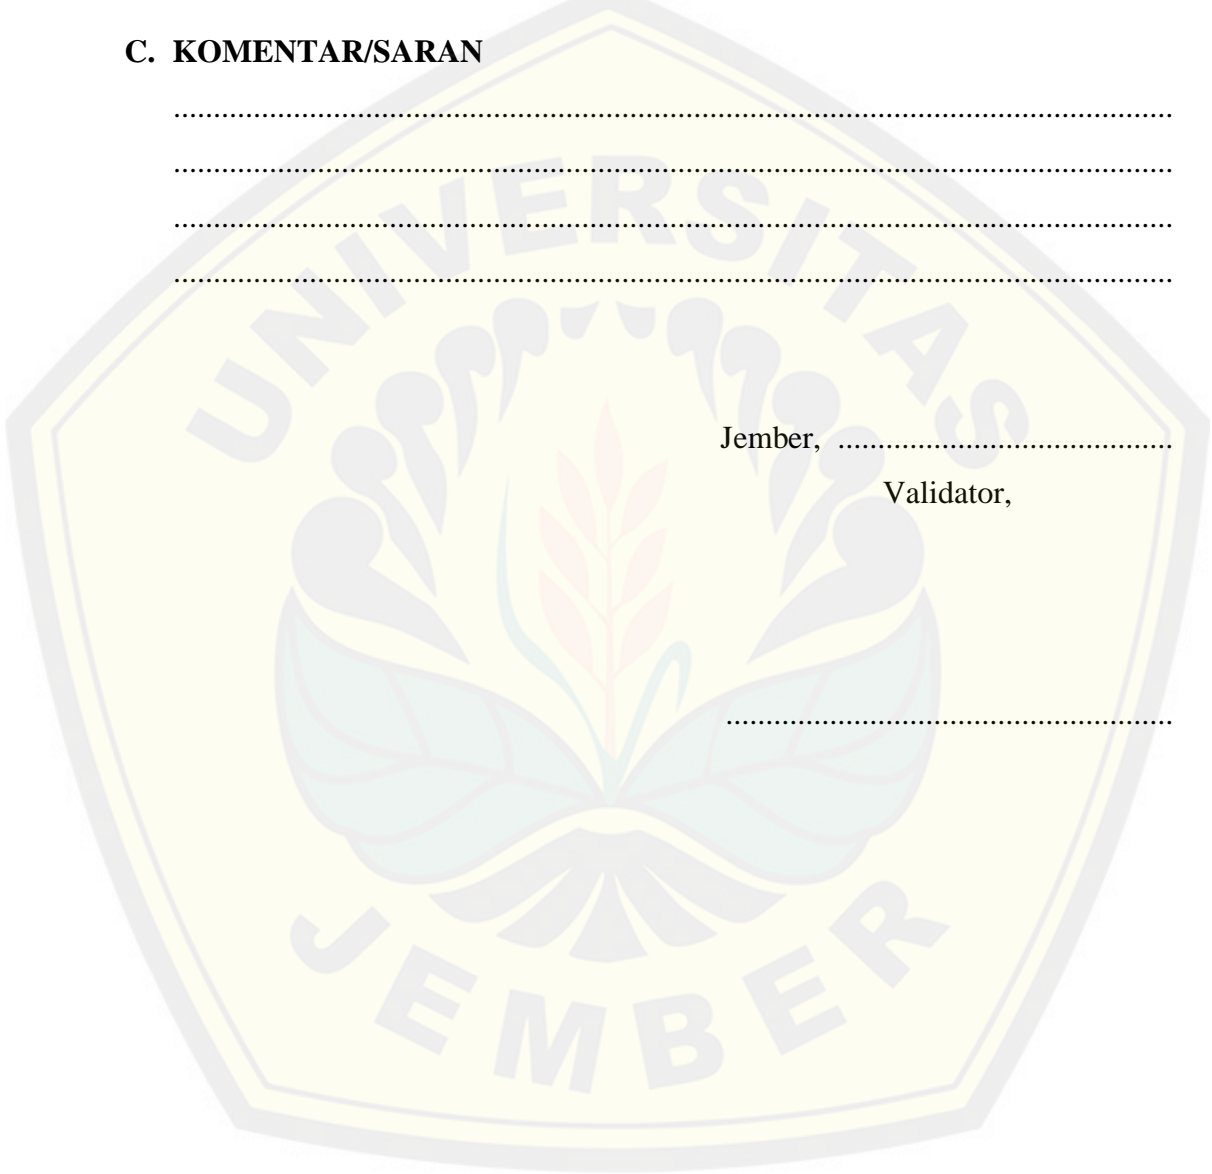 C. KOMENTAR/SARAN
...............................................................................................................................
...............................................................................................................................
...............................................................................................................................
...............................................................................................................................
UNIVERSITAS
Jember, ..........................................
Validator,
.........................................................
JEMBER